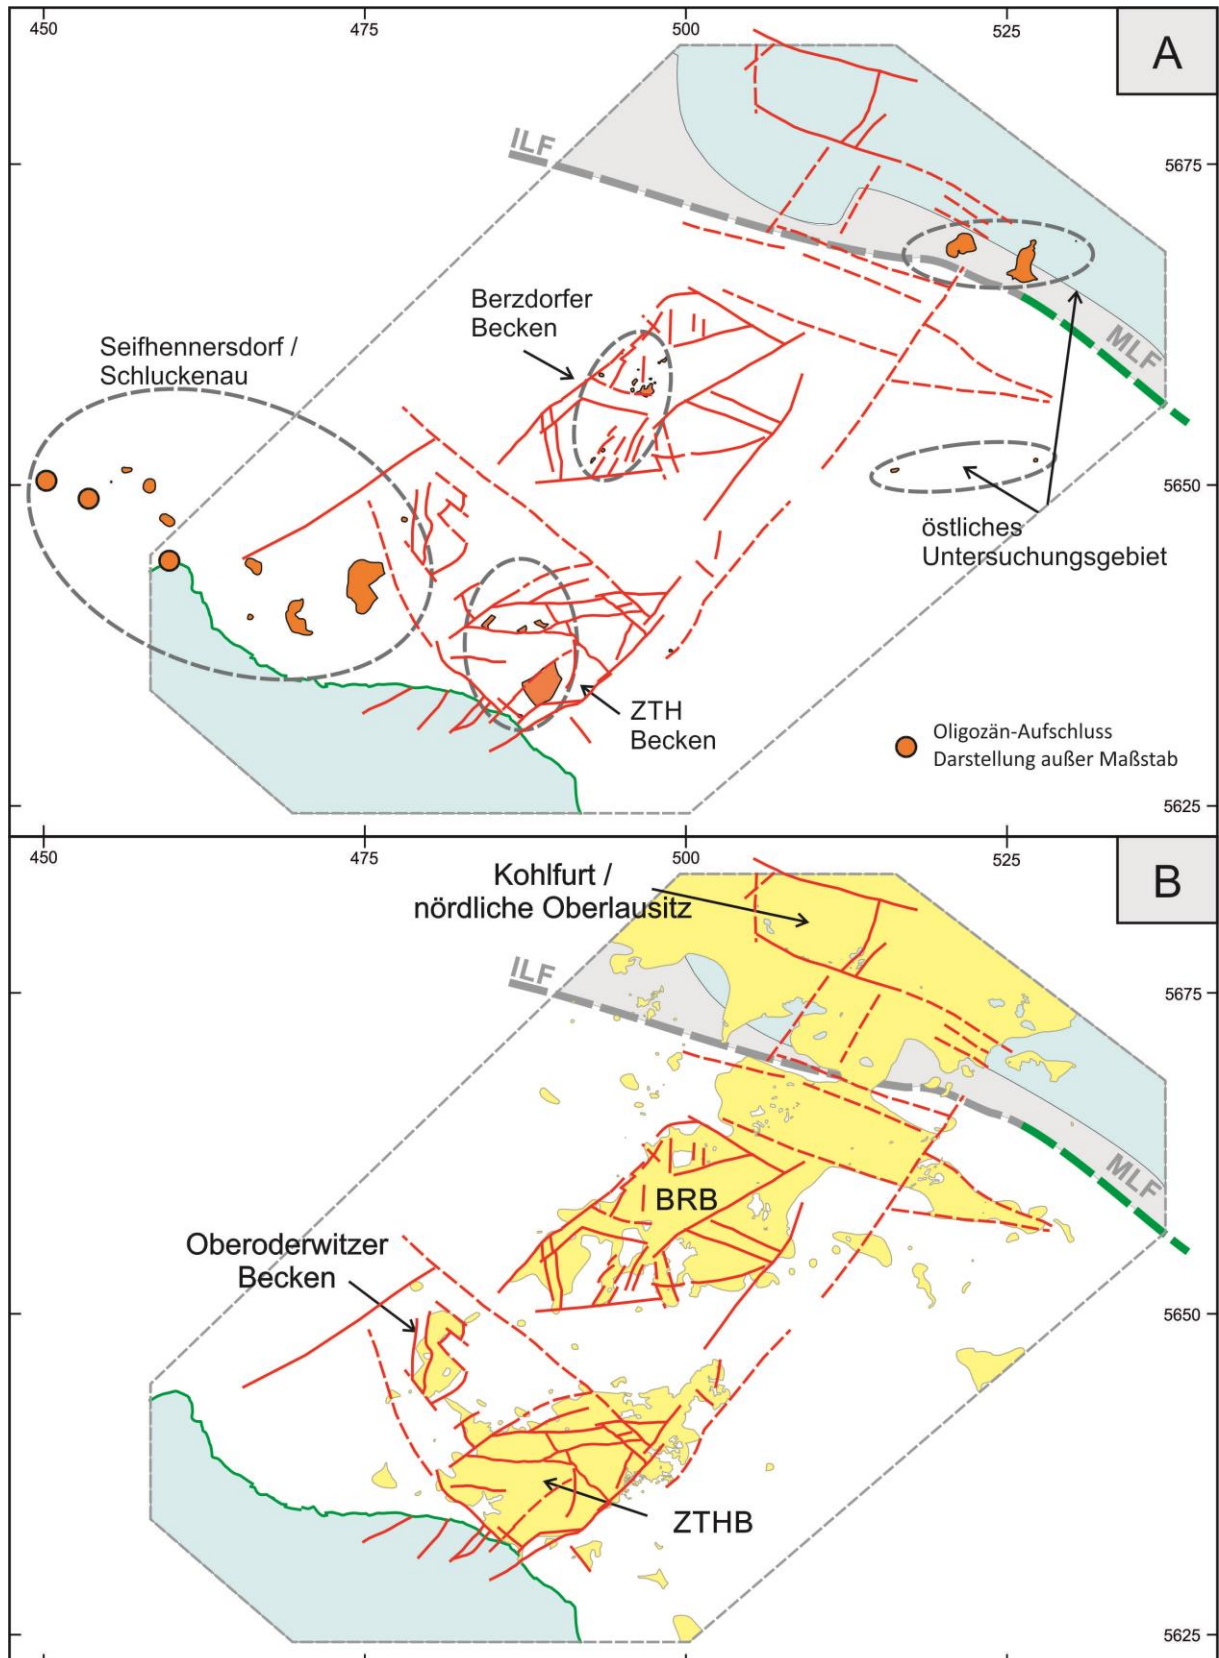 450
475
500
525
A
ILF
5675
Berzdorfer
Becken
Seifhennersdorf /
Schluckenau
MLF
5650
östliches
Untersuchungsgebiet
ZTH
Becken
Oligozän-Aufschluss
Darstellung außer Maßstab
5625
450
475
500
525
B
Kohlfurt /
nördliche Oberlausitz
ILF
5675
MLF
BRB
Oberoderwitzer
Becken
5650
ZTHB
5625